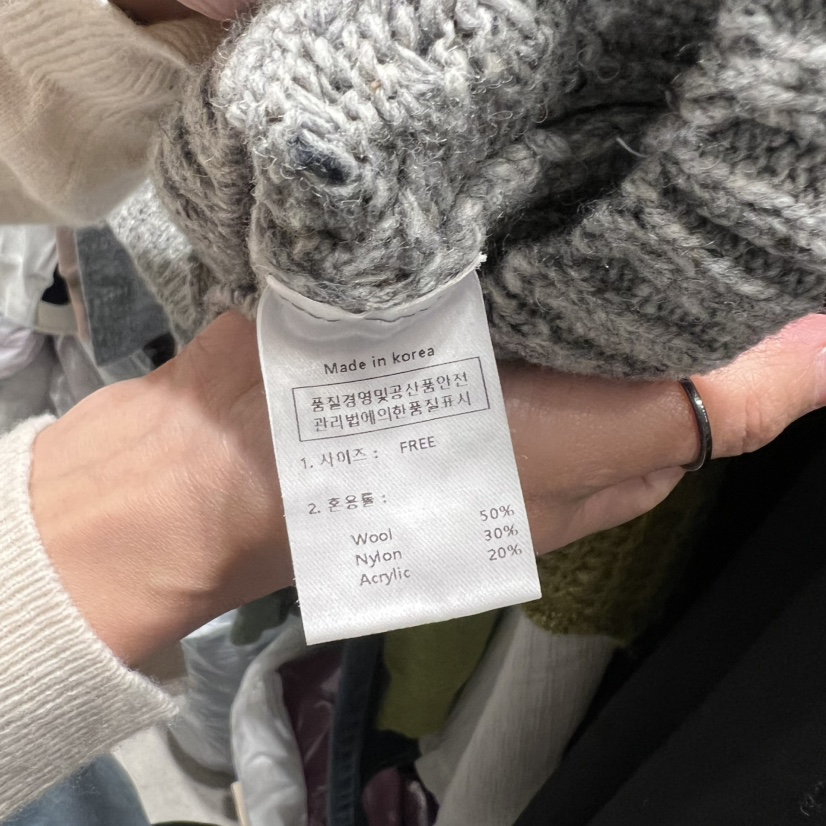 Made in korea
품질경영및공산품안전
관리법에의한품질표시
1. 사이즈 : FREE
2. 혼용률 :
Wool 50%
Nylon 30%
Acrylic 20%